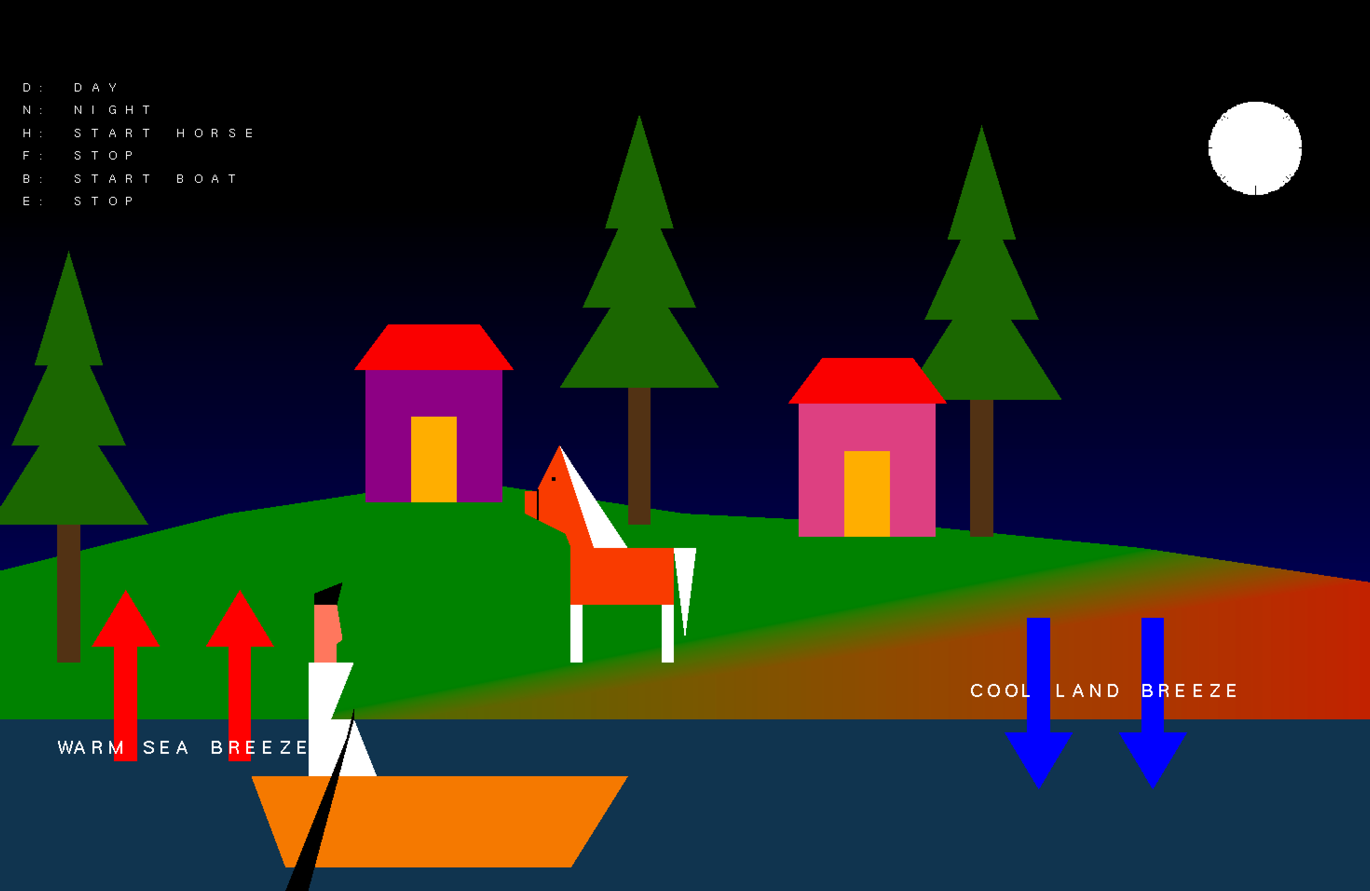 D: DAY
N: NIGHT
H: START HORSE
F: STOP
B: START BOAT
E: STOP
COOL LAND BREEZE
WARM SEA BREEZE